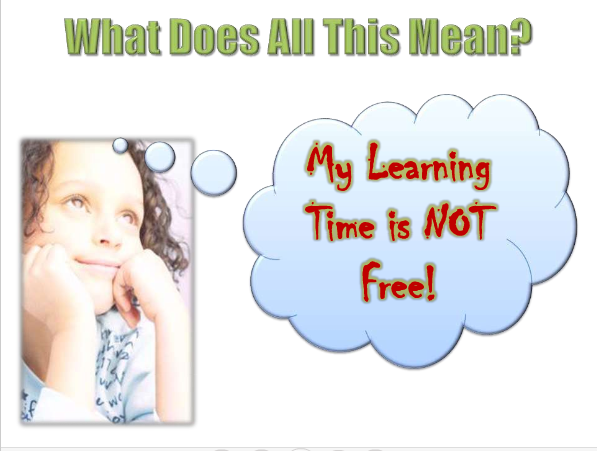 What Does All This Mean?
My Learning
Time is NOT
Free!